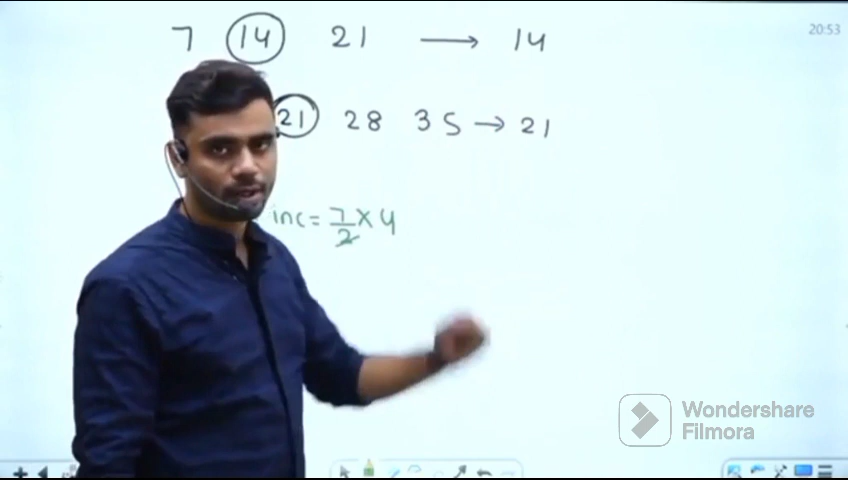 20:53
7 14 21 → 14
21 28 35 → 21
inc = 7/2 × 4
Wondershare
Filmora